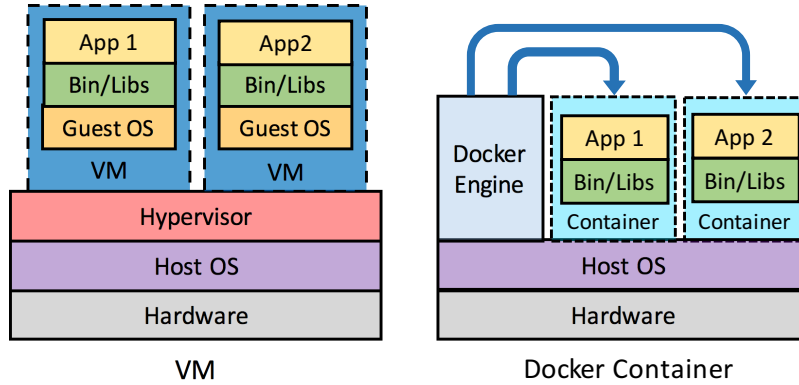 App 1
Bin/Libs
Guest OS
VM
App2
Bin/Libs
Guest OS
VM
Hypervisor
Host OS
Hardware
VM
Docker
Engine
App 1
Bin/Libs
Container
App 2
Bin/Libs
Container
Host OS
Hardware
Docker Container